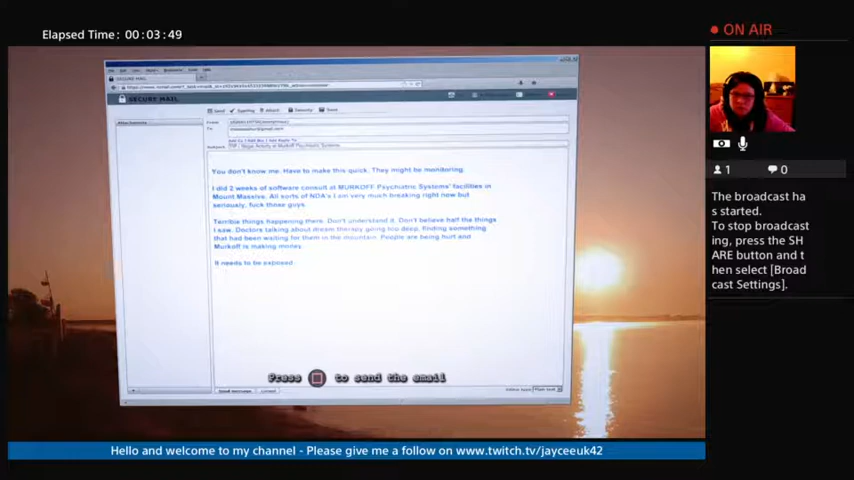 Elapsed Time : 00:03:49
ON AIR
SECURE MAIL
SECURE MAIL
Send
Security
From
To
Subject
You don't know me. Have to make this quick. They might be monitoring.
I did 2 weeks of software consult at MURKOFF Psychiatric Systems' facilities in
Mount Massive. All sorts of NDA's I am very much breaking right now but
seriously, fuck those guys.
Terrible things happening there. Don't understand it. Don't believe half the things
I saw. Doctors talking about dream therapy going too deep, finding something
that had been waiting for them in the mountain. People are being hurt and
Murkoff is making money.
It needs to be exposed.
Press to send the email
1
0
The broadcast ha
s started.
To stop broadcast
ing, press the SH
ARE button and t
hen select [Broad
cast Settings].
Hello and welcome to my channel - Please give me a follow on www.twitch.tv/jayceeuk42